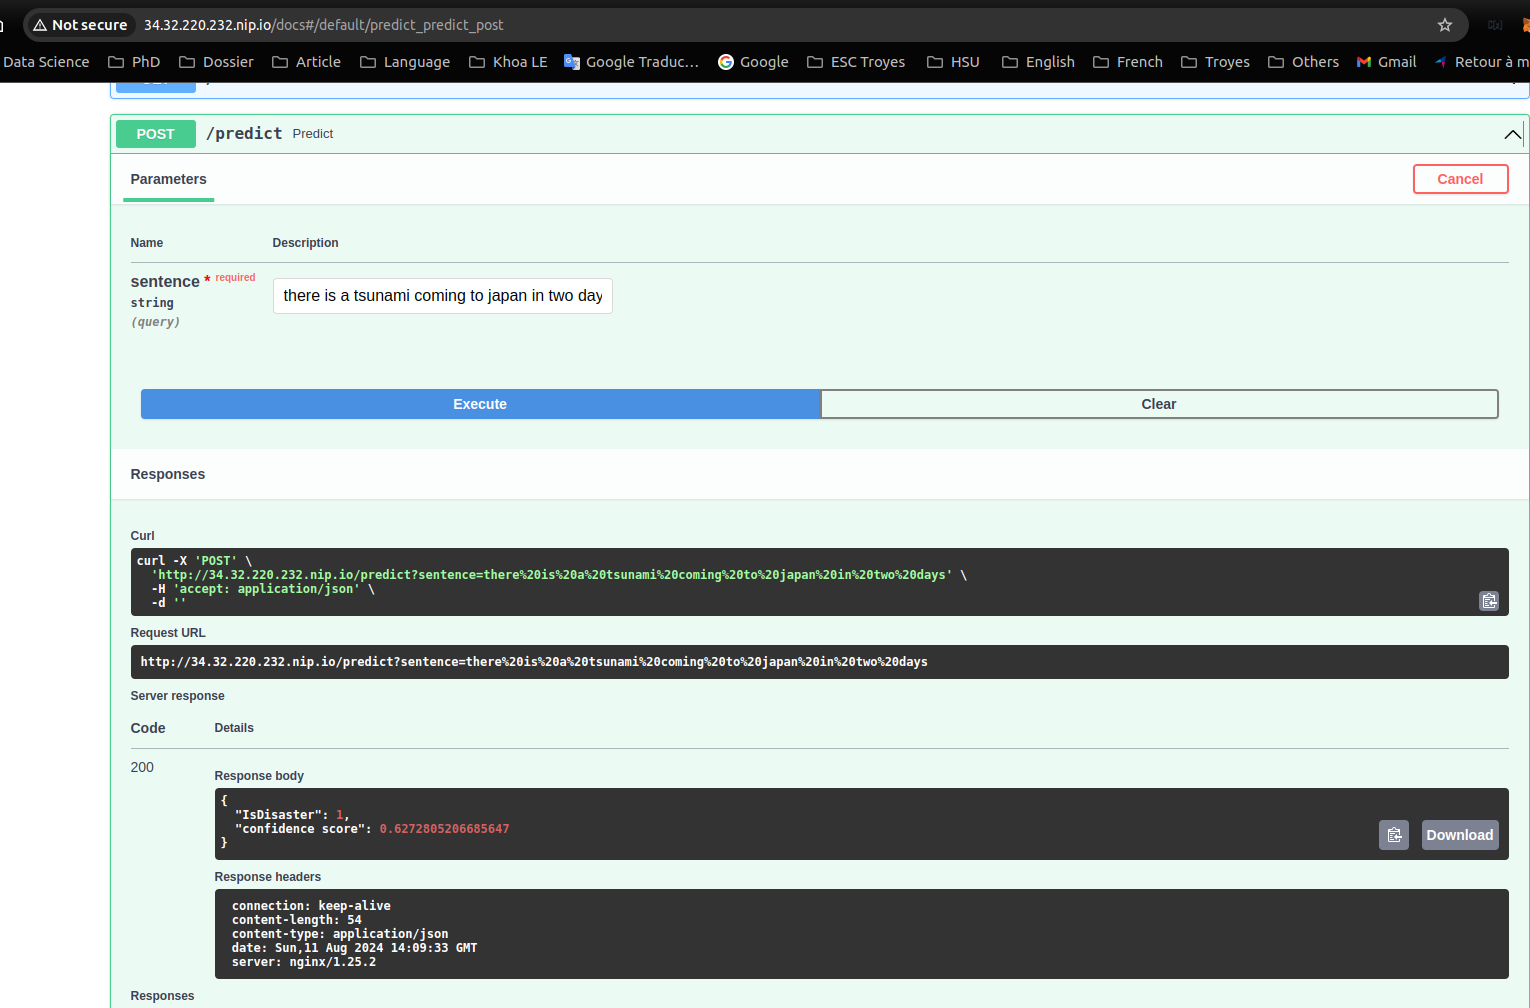 Not secure 34.32.220.232.nip.io/docs#/default/predict_predict_post
Data Science PhD Dossier Article Language Khoa LE Google Traduc... Google ESC Troyes HSU English French Troyes Others Gmail Retour à m
POST /predict Predict
Parameters Cancel
Name Description
sentence * required
string
(query)
there is a tsunami coming to japan in two day
Execute Clear
Responses
Curl
curl -X 'POST' \
'http://34.32.220.232.nip.io/predict?sentence=there%20is%20a%20tsunami%20coming%20to%20japan%20in%20two%20days' \
-H 'accept: application/json' \
-d ''
Request URL
http://34.32.220.232.nip.io/predict?sentence=there%20is%20a%20tsunami%20coming%20to%20japan%20in%20two%20days
Server response
Code Details
200
Response body
{
"IsDisaster": 1,
"confidence score": 0.6272805206685647
}
Download
Response headers
connection: keep-alive
content-length: 54
content-type: application/json
date: Sun,11 Aug 2024 14:09:33 GMT
server: nginx/1.25.2
Responses